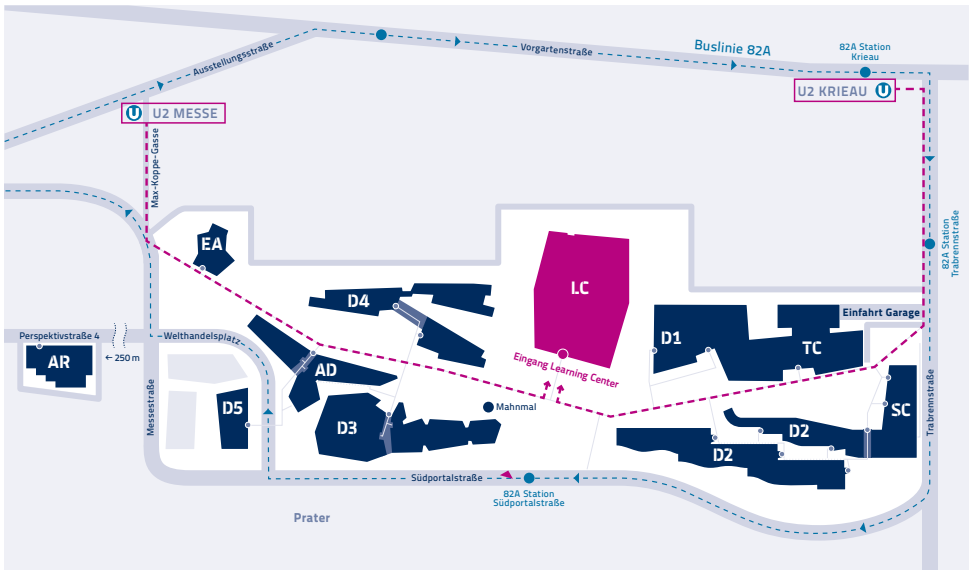 Ausstellungsstraße
Vorgartenstraße
Buslinie 82A
82A Station
Krieau
U2 KRIEAU
U
U
U2 MESSE
Max-Koppe-Gasse
EA
D4
LC
82A Station
Trabrennstraße
Einfahrt Garage
D1
TC
Perspektivstraße 4
Welthandelsplatz
AR
← 250 m
AD
Eingang Learning Center
D5
Mahnmal
D3
D2
D2
SC
Messestraße
Trabrennstraße
Südportalstraße
82A Station
Südportalstraße
Prater